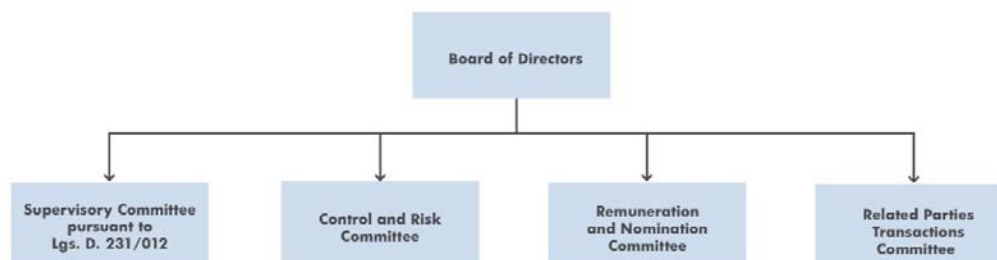 Board of Directors
Supervisory Committee
pursuant to
Lgs. D. 231/012
Control and Risk
Committee
Remuneration
and Nomination
Committee
Related Parties
Transactions
Committee